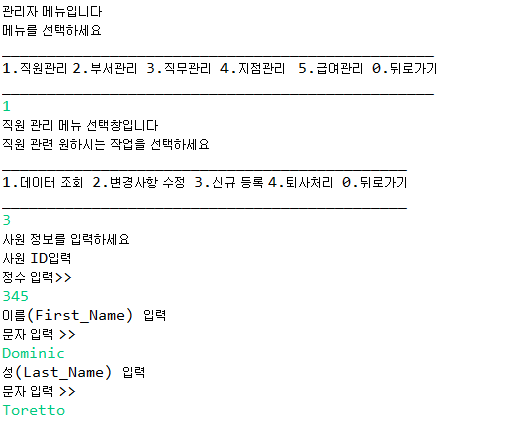 관리자 메뉴입니다
메뉴를 선택하세요
________________________________________________
1.직원관리 2.부서관리 3.직무관리 4.지점관리 5.급여관리 0.뒤로가기
________________________________________________
1
직원 관리 메뉴 선택창입니다
직원 관련 원하시는 작업을 선택하세요
_____________________________________________
1.데이터 조회 2.변경사항 수정 3.신규 등록 4.퇴사처리 0.뒤로가기
_____________________________________________
3
사원 정보를 입력하세요
사원 ID입력
정수 입력>>
345
이름(First_Name) 입력
문자 입력 >>
Dominic
성(Last_Name) 입력
문자 입력 >>
Toretto